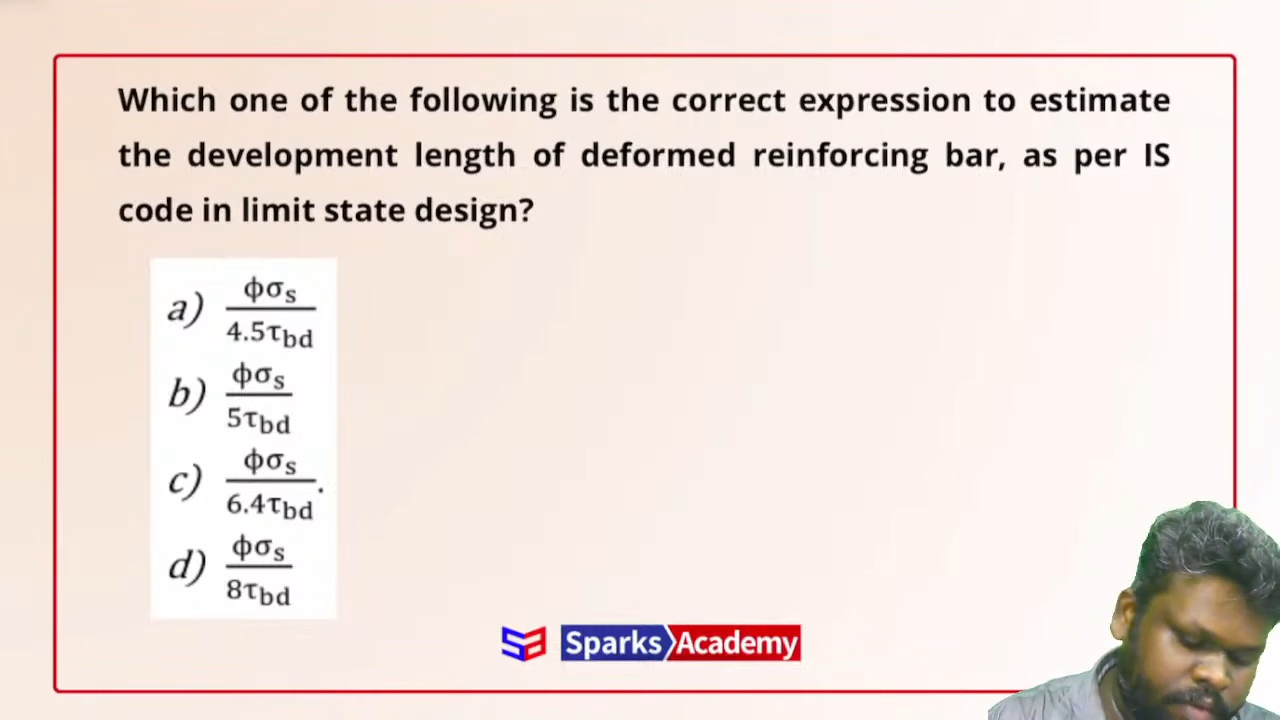 Which one of the following is the correct expression to estimate
the development length of deformed reinforcing bar, as per IS
code in limit state design?
a) ϕσs/4.5τbd
b) ϕσs/5τbd
c) ϕσs/6.4τbd.
d) ϕσs/8τbd
Sparks Academy